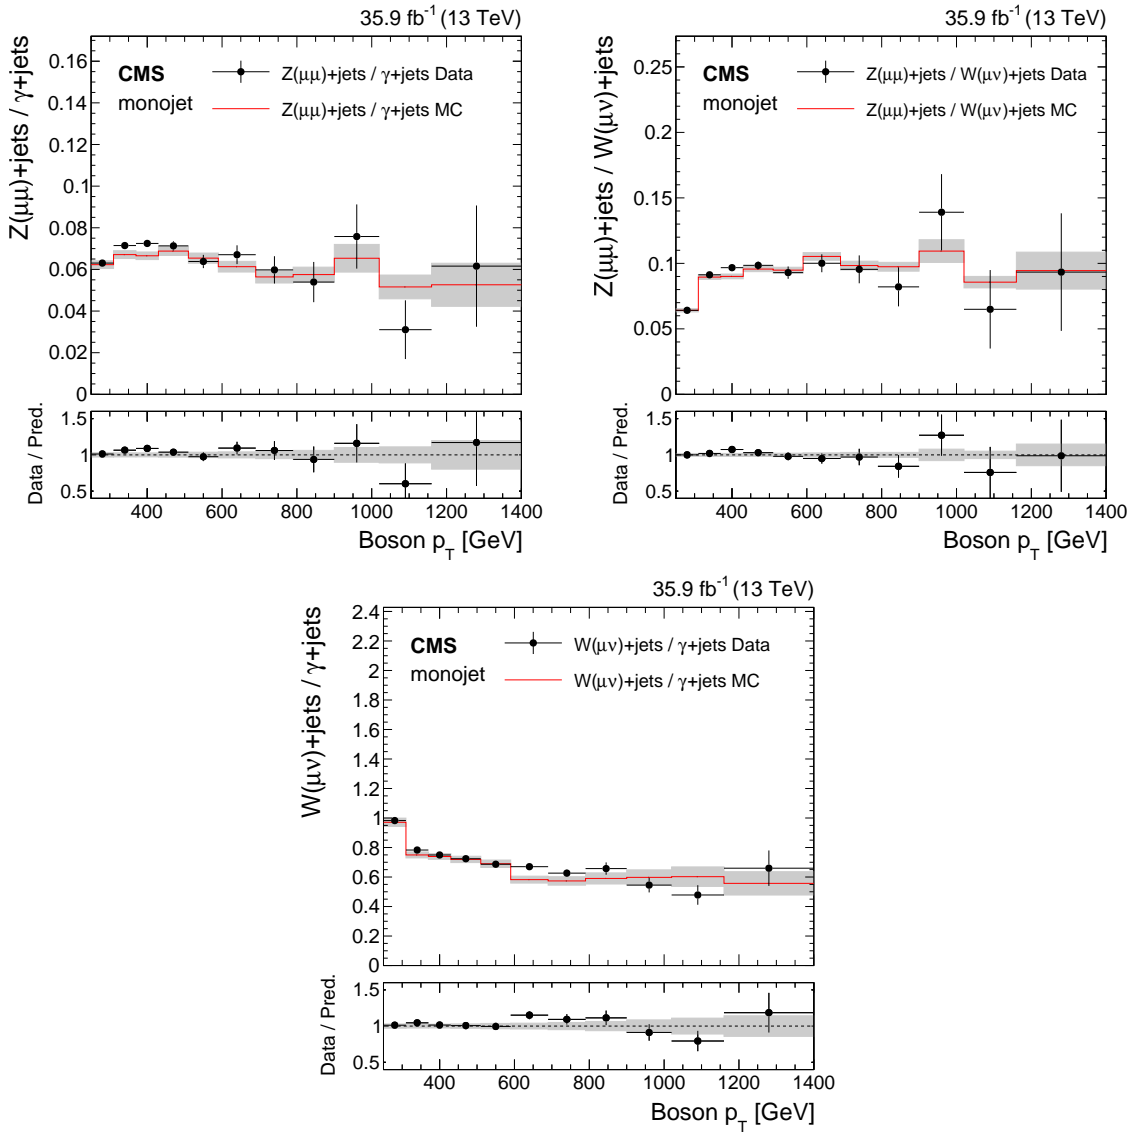 35.9 fb⁻¹ (13 TeV)
CMS
monojet
Z(μμ)+jets / γ+jets Data
Z(μμ)+jets / γ+jets MC
Z(μμ)+jets / γ+jets
0.16
0.14
0.12
0.1
0.08
0.06
0.04
0.02
0
Data / Pred.
1.5
1
0.5
400 600 800 1000 1200 1400
Boson p_T [GeV]
35.9 fb⁻¹ (13 TeV)
CMS
monojet
Z(μμ)+jets / W(μν)+jets Data
Z(μμ)+jets / W(μν)+jets MC
Z(μμ)+jets / W(μν)+jets
0.25
0.2
0.15
0.1
0.05
0
Data / Pred.
1.5
1
0.5
400 600 800 1000 1200 1400
Boson p_T [GeV]
35.9 fb⁻¹ (13 TeV)
CMS
monojet
W(μν)+jets / γ+jets Data
W(μν)+jets / γ+jets MC
W(μν)+jets / γ+jets
2.4
2.2
2
1.8
1.6
1.4
1.2
1
0.8
0.6
0.4
0.2
0
Data / Pred.
1.5
1
0.5
400 600 800 1000 1200 1400
Boson p_T [GeV]